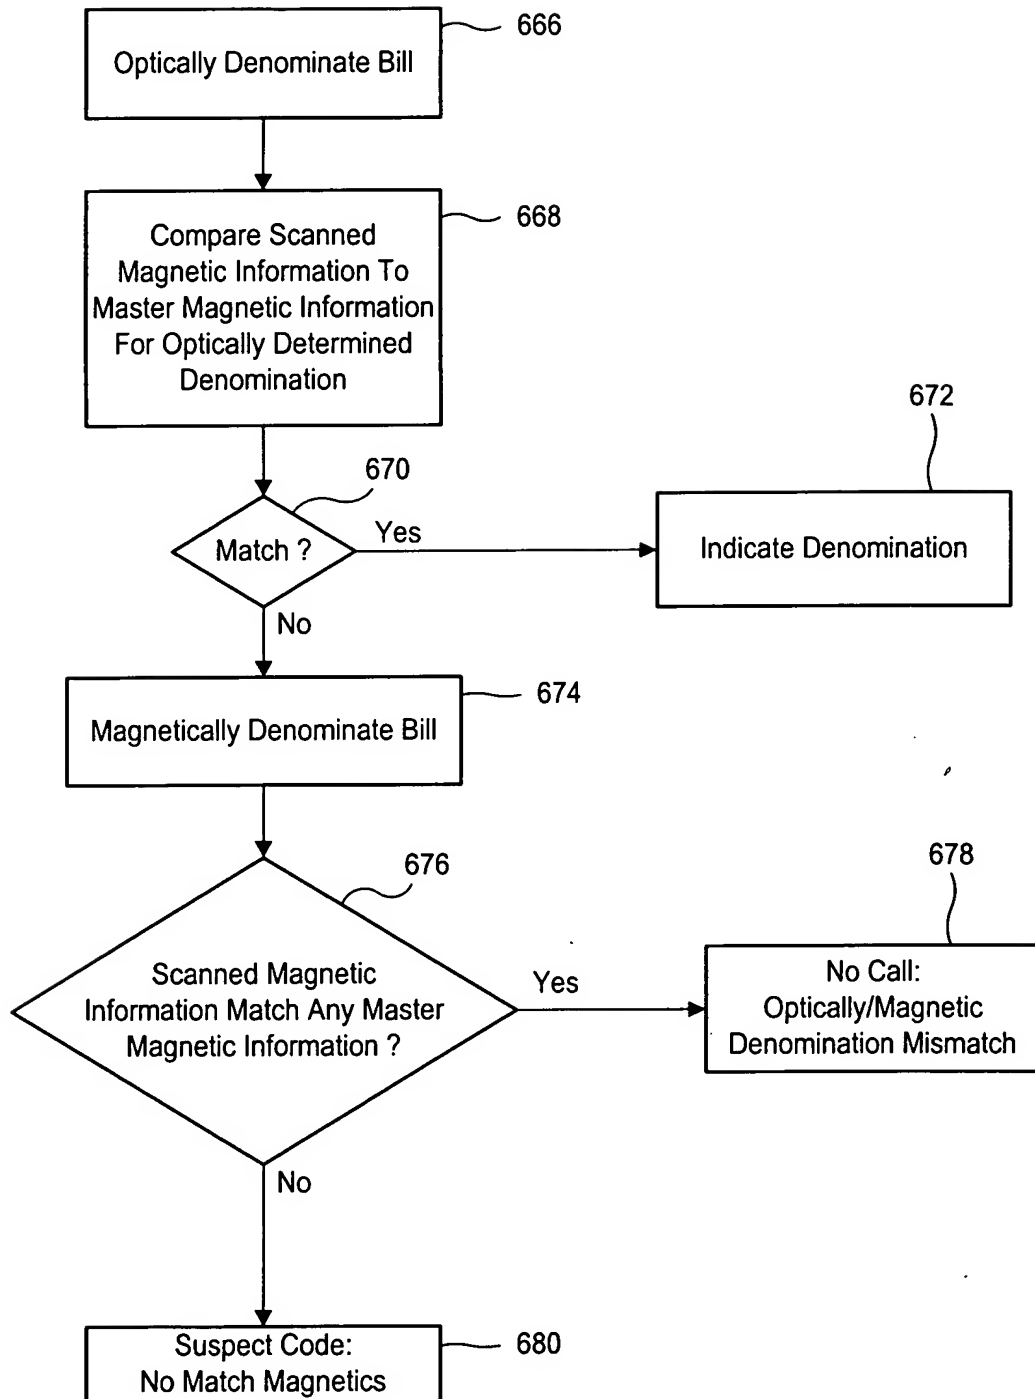 666
Optically Denominate Bill
668
Compare Scanned
Magnetic Information To
Master Magnetic Information
For Optically Determined
Denomination
672
670
Match ?
Yes
Indicate Denomination
No
674
Magnetically Denominate Bill
676
678
Scanned Magnetic
Information Match Any Master
Magnetic Information ?
Yes
No Call:
Optically/Magnetic
Denomination Mismatch
No
Suspect Code:
No Match Magnetics
680